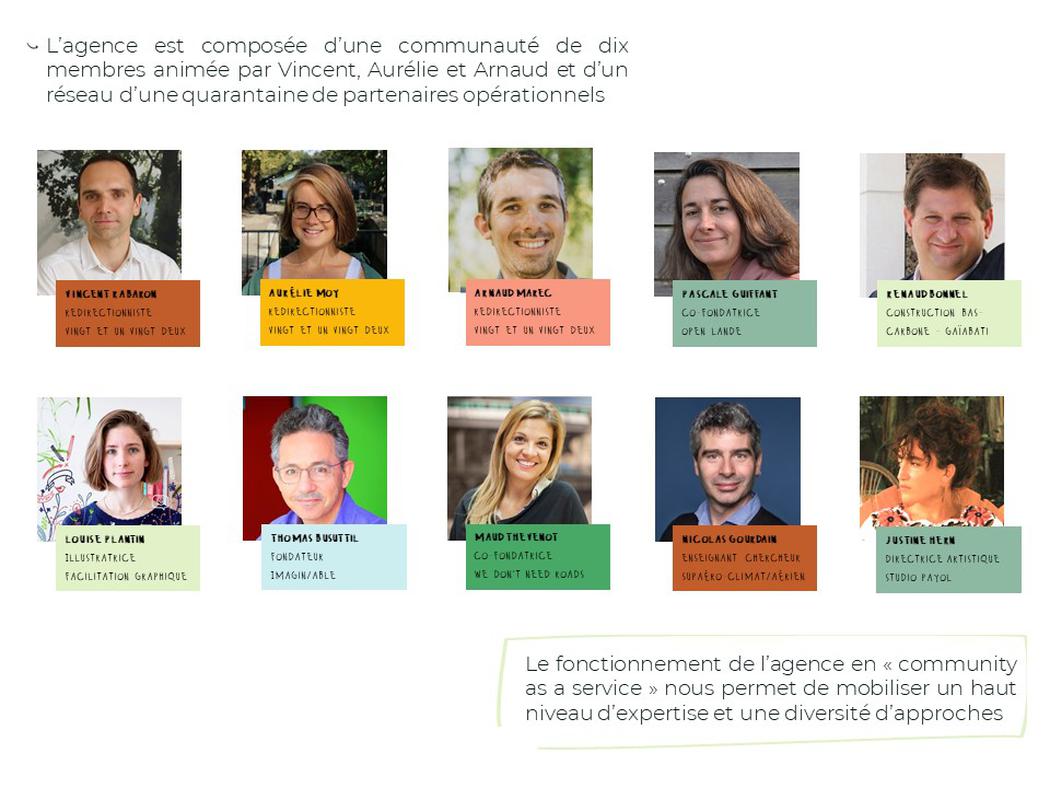 L’agence est composée d’une communauté de dix
membres animée par Vincent, Aurélie et Arnaud et d’un
réseau d’une quarantaine de partenaires opérationnels
VINCENT RABARON
REDIRECTIONNISTE
VINGT ET UN VINGT DEUX
AURÉLIE MOY
REDIRECTIONNISTE
VINGT ET UN VINGT DEUX
ARNAUD MAREC
REDIRECTIONNISTE
VINGT ET UN VINGT DEUX
PASCALE GUIFFANT
CO-FONDATRICE
OPEN LANDE
RENAUD BONNEL
CONSTRUCTION BAS-
CARBONE - GAÏABATI
LOUISE PLANTIN
ILLUSTRATRICE
FACILITATION GRAPHIQUE
THOMAS BUSUTTIL
FONDATEUR
IMAGIN/ABLE
MAUD THEVENOT
CO-FONDATRICE
WE DON'T NEED ROADS
NICOLAS GOURDAIN
ENSEIGNANT CHERCHEUR
SUPAÉRO-CLIMAT/AÉRIEN
JUSTINE HERN
DIRECTRICE ARTISTIQUE
STUDIO PAYOL
Le fonctionnement de l’agence en « community
as a service » nous permet de mobiliser un haut
niveau d’expertise et une diversité d’approches